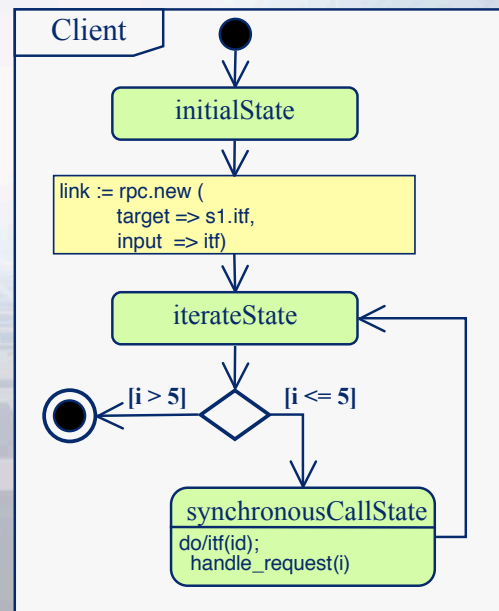 Client
initialState
link := rpc.new (
target => s1.itf,
input => itf)
iterateState
[i > 5] [i <= 5]
synchronousCallState
do/itf(id);
handle_request(i)